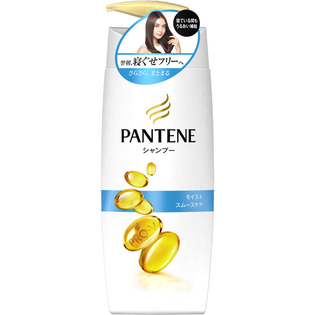 寝ている間も
うるおい補給
翌朝、寝ぐせフリーへ
さらさら、まとまる
PANTENE
シャンプー
モイスト
スムースケア
PRO-V